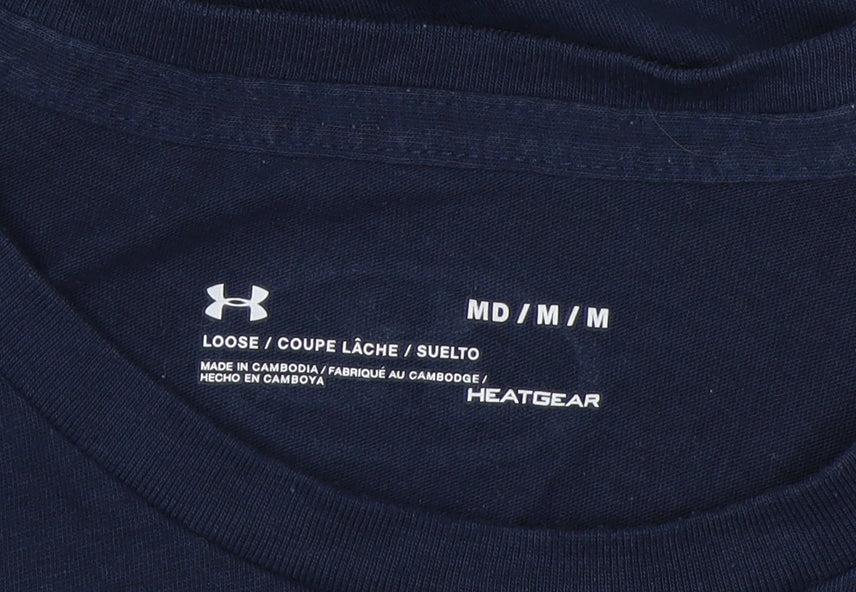 MD / M / M
LOOSE / COUPE LÂCHE / SUELTO
MADE IN CAMBODIA / FABRIQUÉ AU CAMBODGE /
HECHO EN CAMBOYA
HEATGEAR